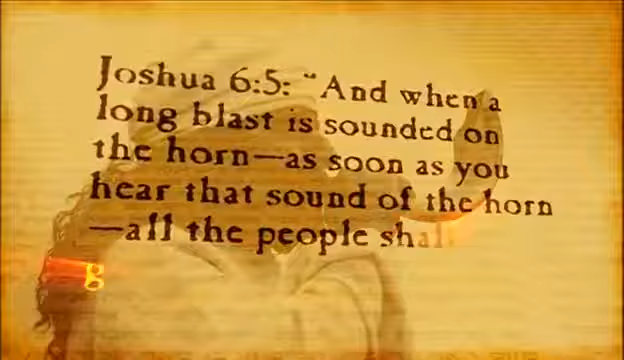 Joshua 6:5: “And when a
long blast is sounded on
the horn—as soon as you
hear that sound of the horn
—all the people shal